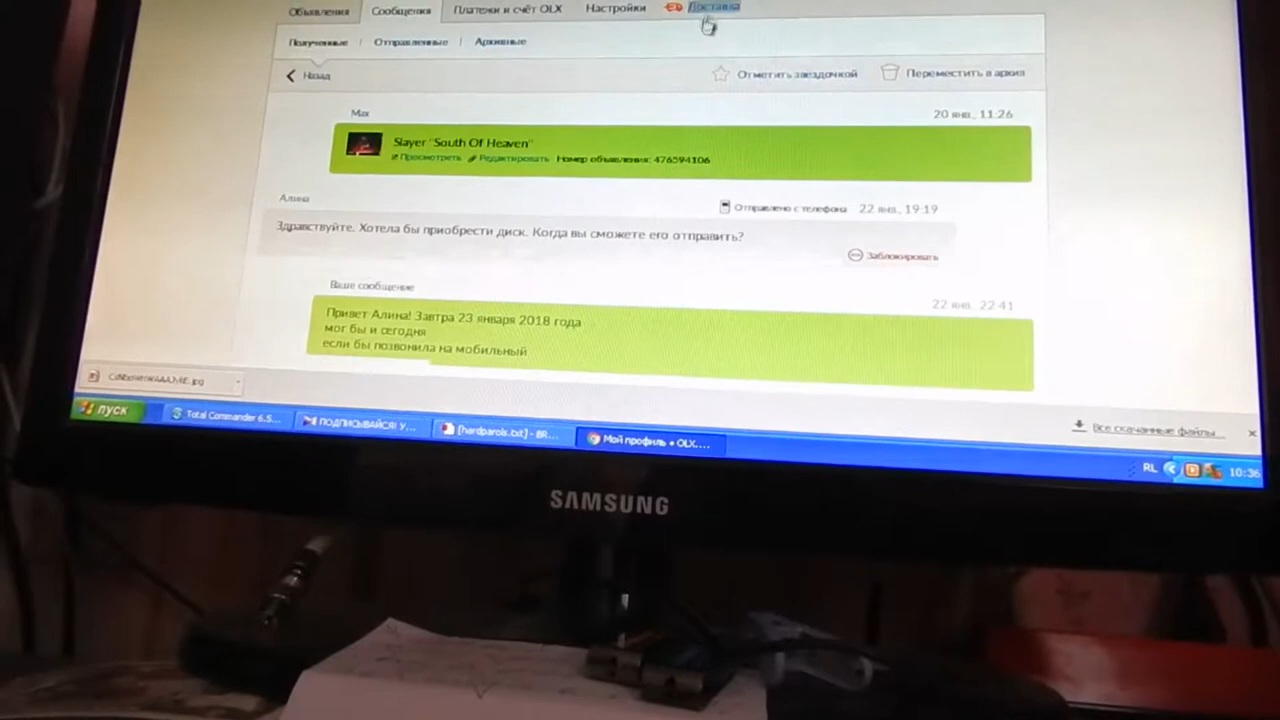 Объявления Сообщения Платежи и счёт OLX Настройки Доставка
Полученные Отправленные Архивные
Назад Отметить звездочкой Переместить в архив
Max 20 янв., 11:26
Slayer "South Of Heaven"
Просмотреть Редактировать Номер объявления: 476594106
Алина Отправлено с телефона 22 янв., 19:19
Здравствуйте. Хотела бы приобрести диск. Когда вы сможете его отправить?
Заблокировать
Ваше сообщение 22 янв., 22:41
Привет Алина! Завтра 23 января 2018 года
мог бы и сегодня
если бы позвонила на мобильный
Все скачанные файлы
пуск Total Commander 6.5... ПОДПИСЫВАЙСЯ! У... [hardparols.txt] - BR... Мой профиль • OLX....
RL 10:36
SAMSUNG